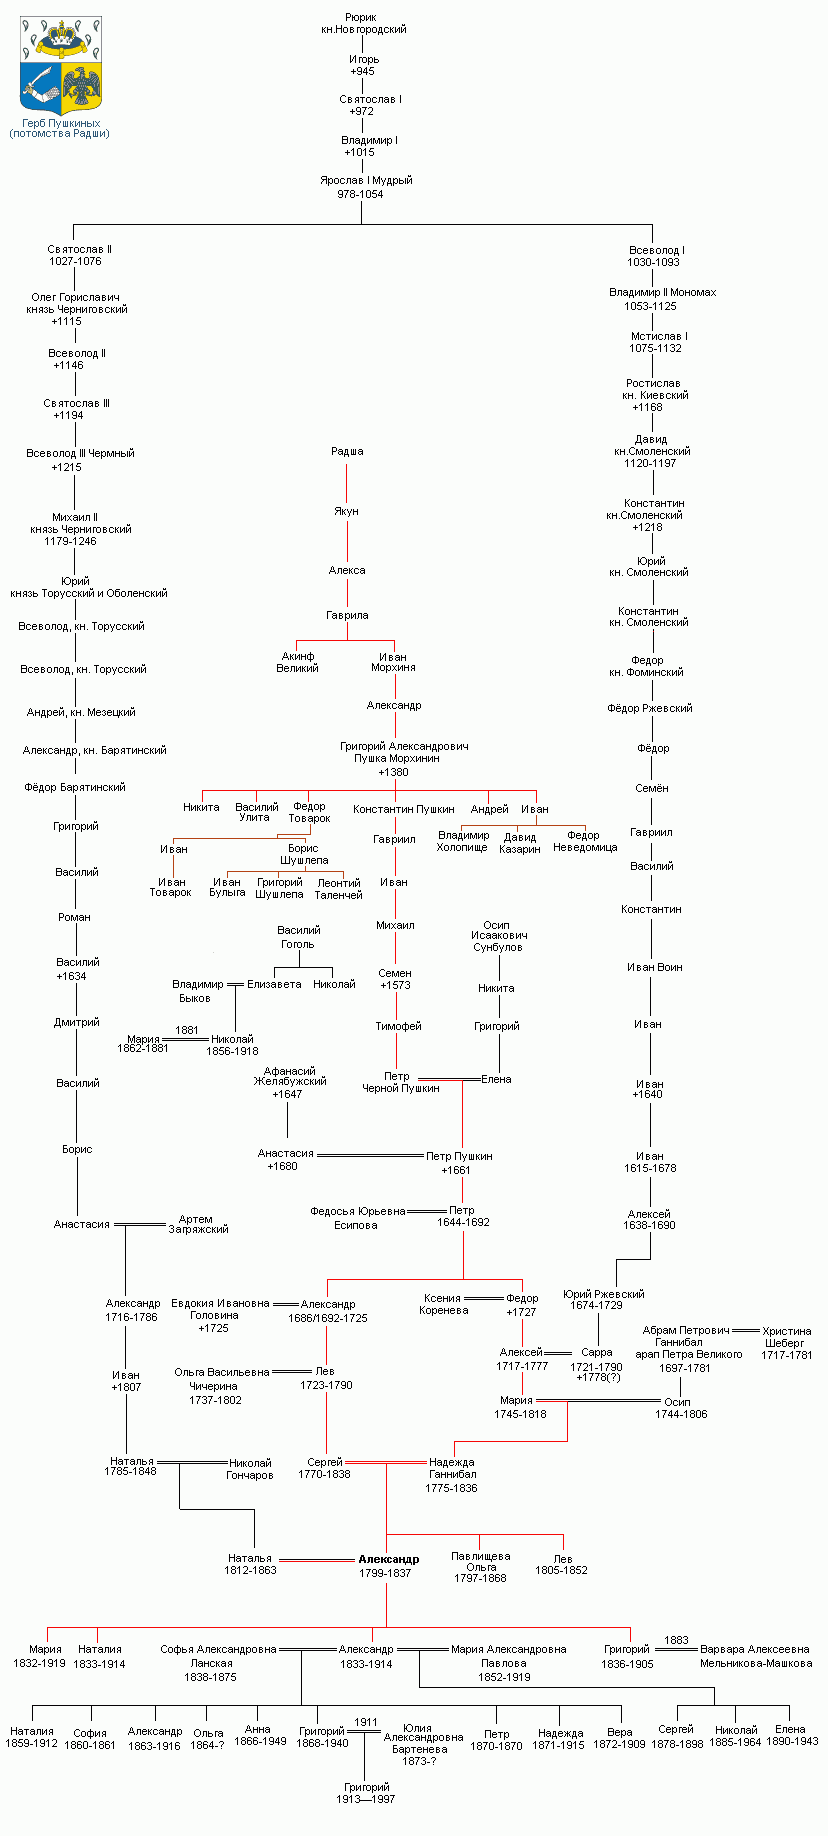 Рюрик
кн.Новгородский
Игорь
+945
Святослав I
+972
Владимир I
+1015
Ярослав I Мудрый
978-1054
Герб Пушкиных
(потомства Радши)
Святослав II
1027-1076
Олег Гориславич
князь Черниговский
+1115
Всеволод II
+1146
Святослав III
+1194
Всеволод III Чермный
+1215
Михаил II
князь Черниговский
1179-1246
Юрий
князь Торусский и Оболенский
Всеволод, кн. Торусский
Всеволод, кн. Торусский
Андрей, кн. Мезецкий
Александр, кн. Барятинский
Фёдор Барятинский
Григорий
Василий
Роман
Василий
+1634
Дмитрий
Василий
Борис
Анастасия
Артем
Загряжский
Александр
1716-1786
Иван
+1807
Наталья
1785-1848
Николай
Гончаров
Всеволод I
1030-1093
Владимир II Мономах
1053-1125
Мстислав I
1075-1132
Ростислав
кн. Киевский
+1168
Давид
кн.Смоленский
1120-1197
Константин
кн.Смоленский
+1218
Юрий
кн. Смоленский
Константин
кн. Смоленский
Федор
кн. Фоминский
Фёдор Ржевский
Фёдор
Семён
Гавриил
Василий
Константин
Иван Воин
Иван
Иван
+1640
Иван
1615-1678
Алексей
1638-1690
Юрий Ржевский
1674-1729
Радша
Якун
Алекса
Гаврила
Акинф
Великий
Иван
Морхиня
Александр
Григорий Александрович
Пушка Морхинин
+1380
Никита
Василий
Улита
Федор
Товарок
Константин Пушкин
Андрей
Иван
Иван
Борис
Шушлепа
Гавриил
Владимир
Холопище
Давид
Казарин
Федор
Неведомица
Иван
Товарок
Иван
Булыга
Григорий
Шушлепа
Леонтий
Таленчей
Иван
Михаил
Василий
Гоголь
Осип
Исаакович
Сунбулов
Семен
+1573
Владимир
Быков
Елизавета
Николай
Никита
Тимофей
Григорий
Мария
1862-1881
1881
Николай
1856-1918
Афанасий
Желябужский
+1647
Петр
Черной Пушкин
Елена
Анастасия
+1680
Петр Пушкин
+1661
Федосья Юрьевна
Есипова
Петр
1644-1692
Евдокия Ивановна
Головина
+1725
Александр
1686/1692-1725
Ксения
Коренева
Федор
+1727
Абрам Петрович
Ганнибал
арап Петра Великого
1697-1781
Христина
Шеберг
1717-1781
Ольга Васильевна
Чичерина
1737-1802
Лев
1723-1790
Алексей
1717-1777
Сарра
1721-1790
+1778(?)
Мария
1745-1818
Осип
1744-1806
Сергей
1770-1838
Надежда
Ганнибал
1775-1836
Наталья
1812-1863
Александр
1799-1837
Павлищева
Ольга
1797-1868
Лев
1805-1852
Мария
1832-1919
Наталия
1833-1914
Софья Александровна
Ланская
1838-1875
Александр
1833-1914
Мария Александровна
Павлова
1852-1919
Григорий
1836-1905
1883
Варвара Алексеевна
Мельникова-Машкова
Наталия
1859-1912
София
1860-1861
Александр
1863-1916
Ольга
1864-?
Анна
1866-1949
Григорий
1868-1940
1911
Юлия
Александровна
Бартенева
1873-?
Петр
1870-1870
Надежда
1871-1915
Вера
1872-1909
Сергей
1878-1898
Николай
1885-1964
Елена
1890-1943
Григорий
1913—1997